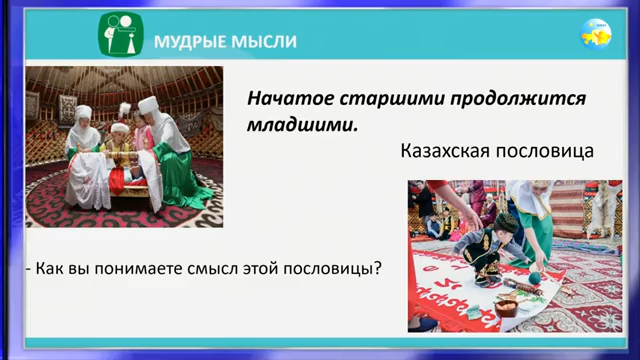 МУДРЫЕ МЫСЛИ
Начатое старшими продолжится
младшими.
Казахская пословица
- Как вы понимаете смысл этой пословицы?